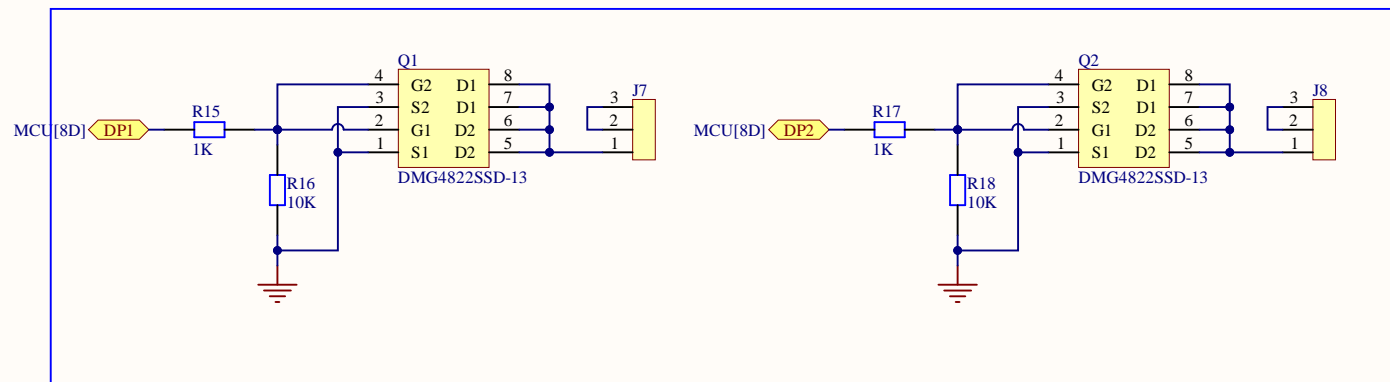 Q1
4 G2 D1 8
3 S2 D1 7
2 G1 D2 6
1 S1 D2 5
DMG4822SSD-13
MCU[8D] DP1
R15
1K
R16
10K
J7
3
2
1
Q2
4 G2 D1 8
3 S2 D1 7
2 G1 D2 6
1 S1 D2 5
DMG4822SSD-13
MCU[8D] DP2
R17
1K
R18
10K
J8
3
2
1